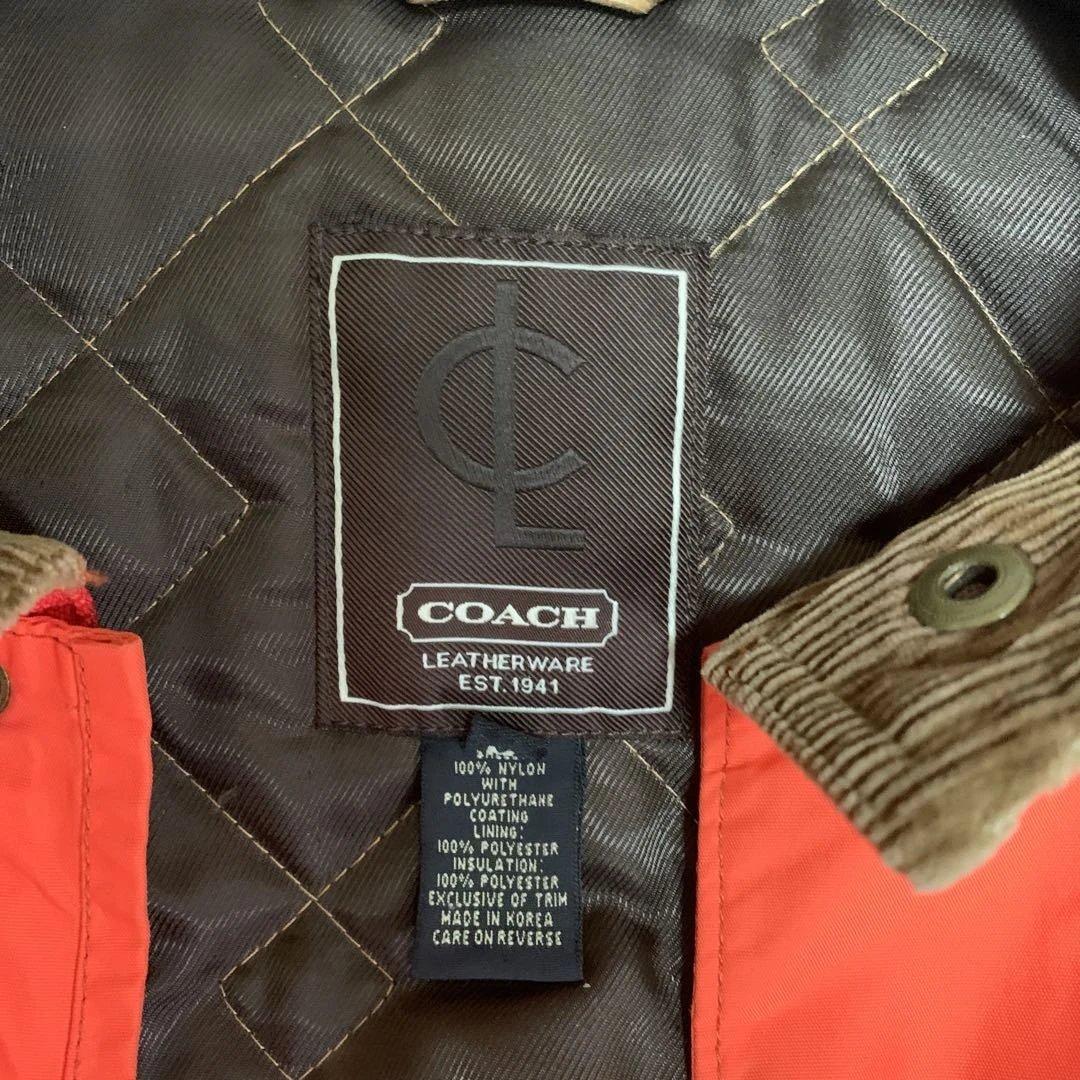 CL
COACH
LEATHERWARE
EST. 1941
100% NYLON
WITH
POLYURETHANE
COATING
LINING:
100% POLYESTER
INSULATION:
100% POLYESTER
EXCLUSIVE OF TRIM
MADE IN KOREA
CARE ON REVERSE